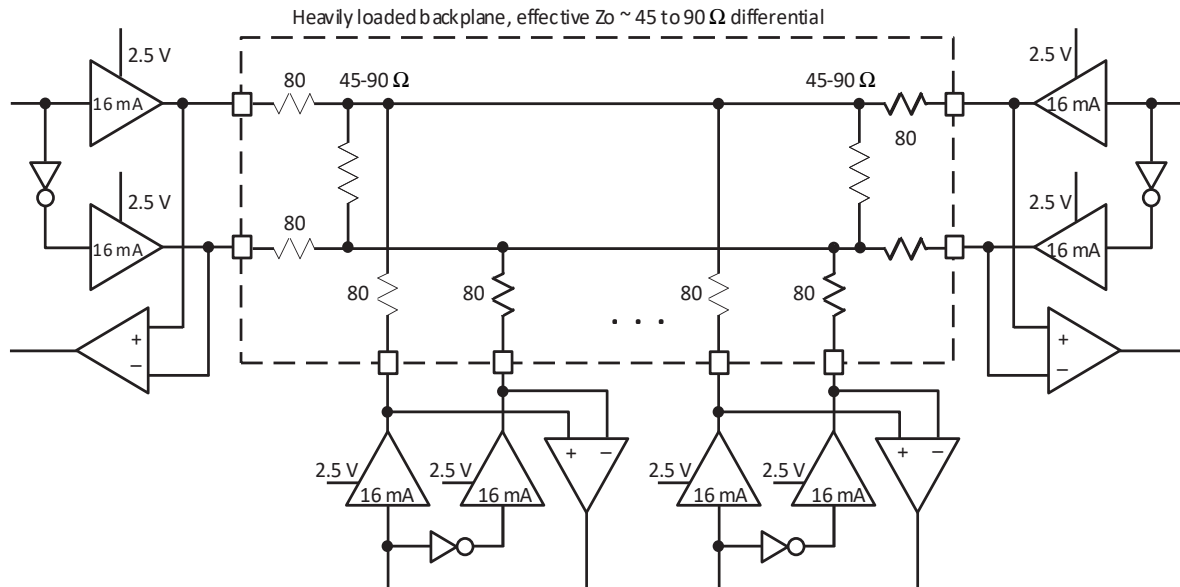 Heavily loaded backplane, effective Zo ~ 45 to 90 Ω differential
2.5 V
2.5 V
80
45-90 Ω
45-90 Ω
16 mA
16 mA
80
2.5 V
2.5 V
80
16 mA
16 mA
80
80
80
80
+
−
. . .
+
−
2.5 V
2.5 V
+
−
2.5 V
2.5 V
+
−
16 mA
16 mA
16 mA
16 mA